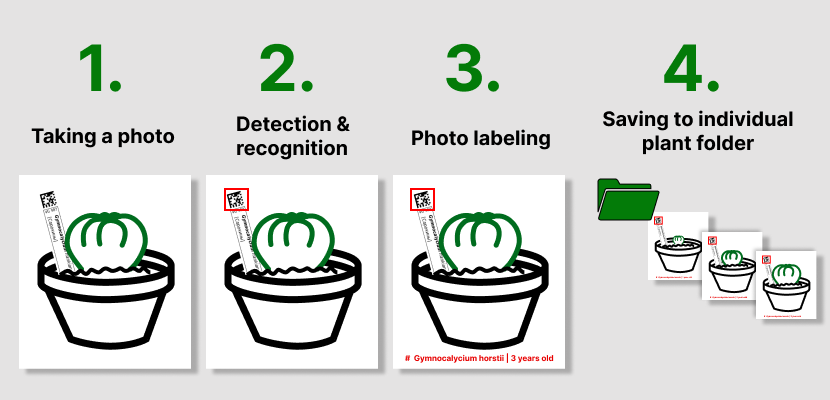 1.
2.
3.
4.
Taking a photo
Detection &
recognition
Photo labeling
Saving to individual
plant folder
# Gymnocalycium horstii | 3 years old